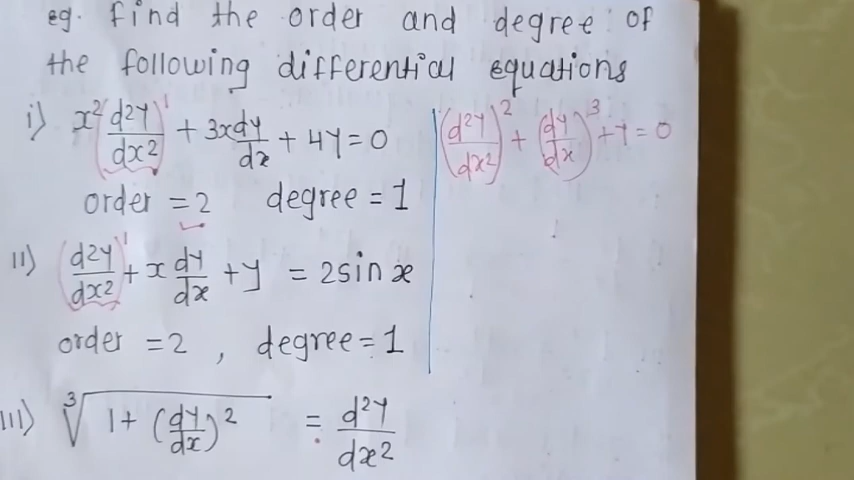 eg. Find the order and degree of
the following differential equations
i) x² (d²y/dx²)¹ + 3x dy/dx + 4y = 0
order = 2 degree = 1
ii) (d²y/dx²)¹ + x dy/dx + y = 2 sin x
order = 2 , degree = 1
iii) ∛(1 + (dy/dx)²) = d²y/dx²
(d²y/dx²)² + (dy/dx)³ + y = 0